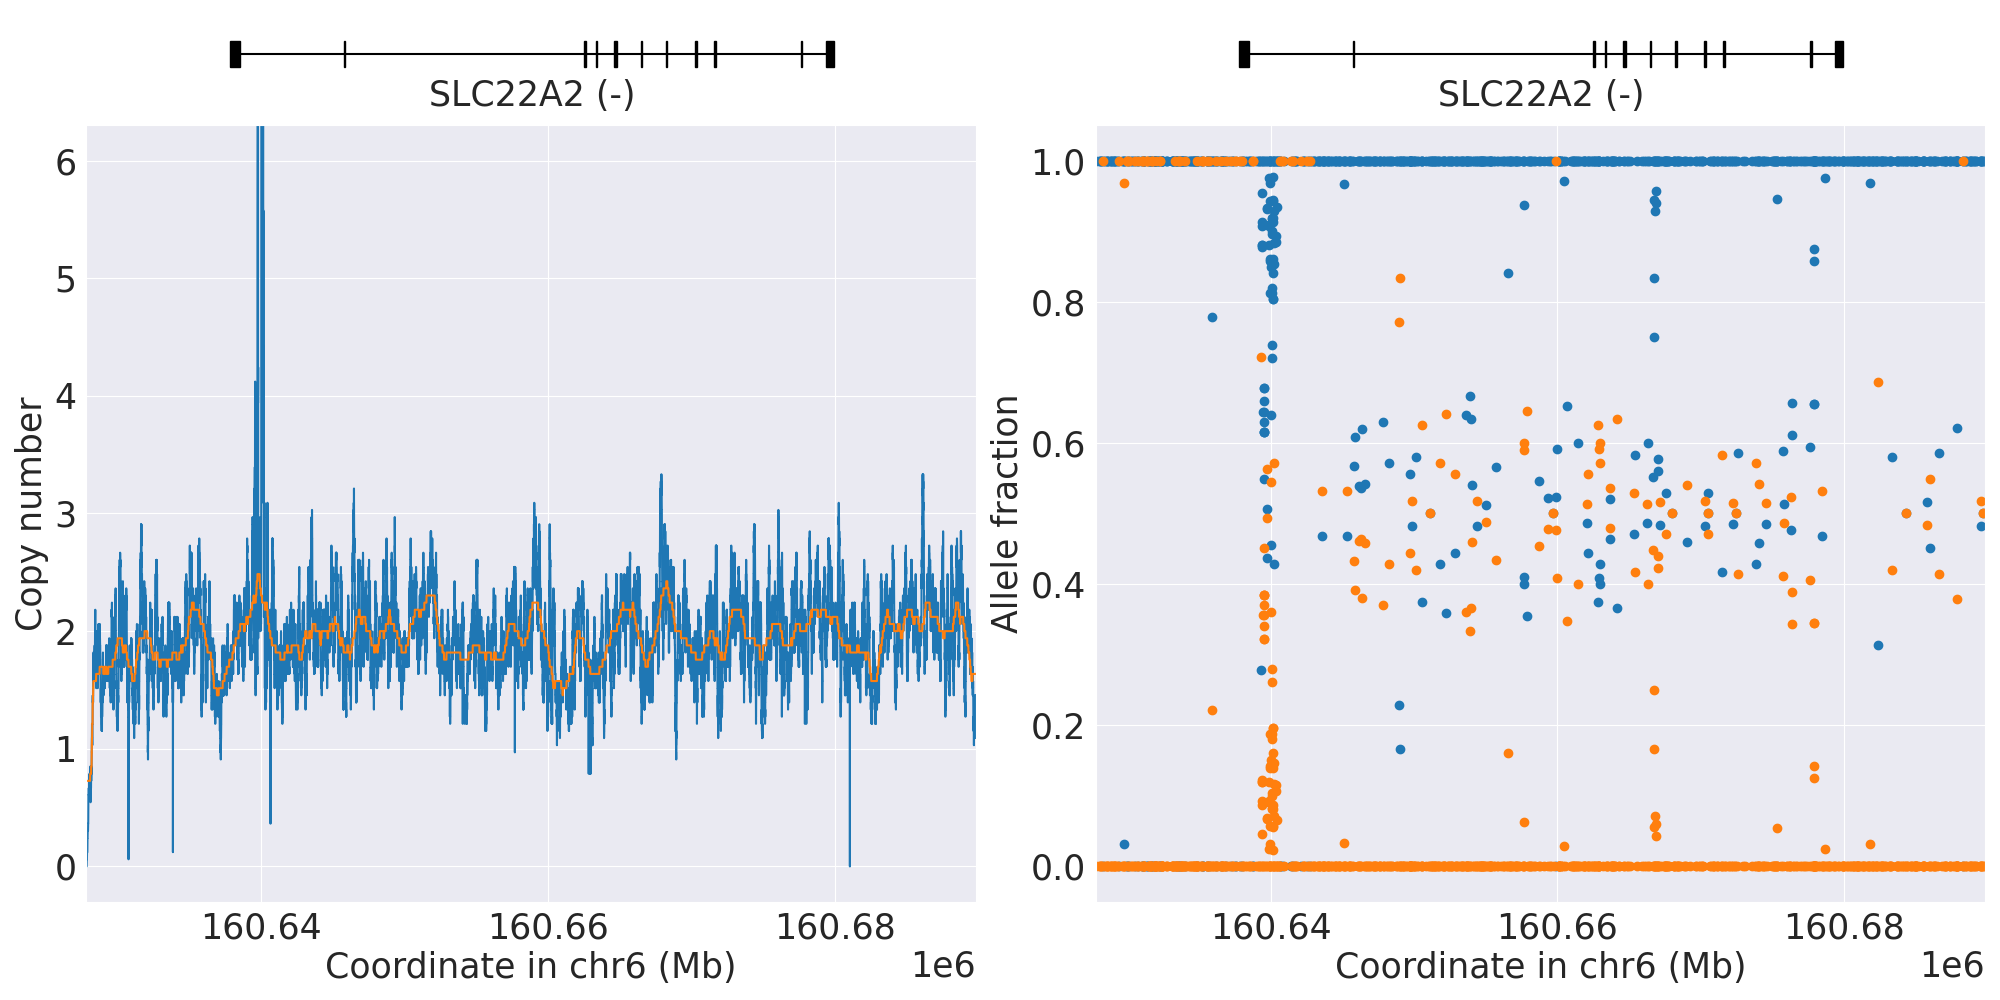 SLC22A2 (-)
SLC22A2 (-)
Copy number
6
5
4
3
2
1
0
160.64
160.66
160.68
Coordinate in chr6 (Mb)
1e6
Allele fraction
1.0
0.8
0.6
0.4
0.2
0.0
160.64
160.66
160.68
Coordinate in chr6 (Mb)
1e6